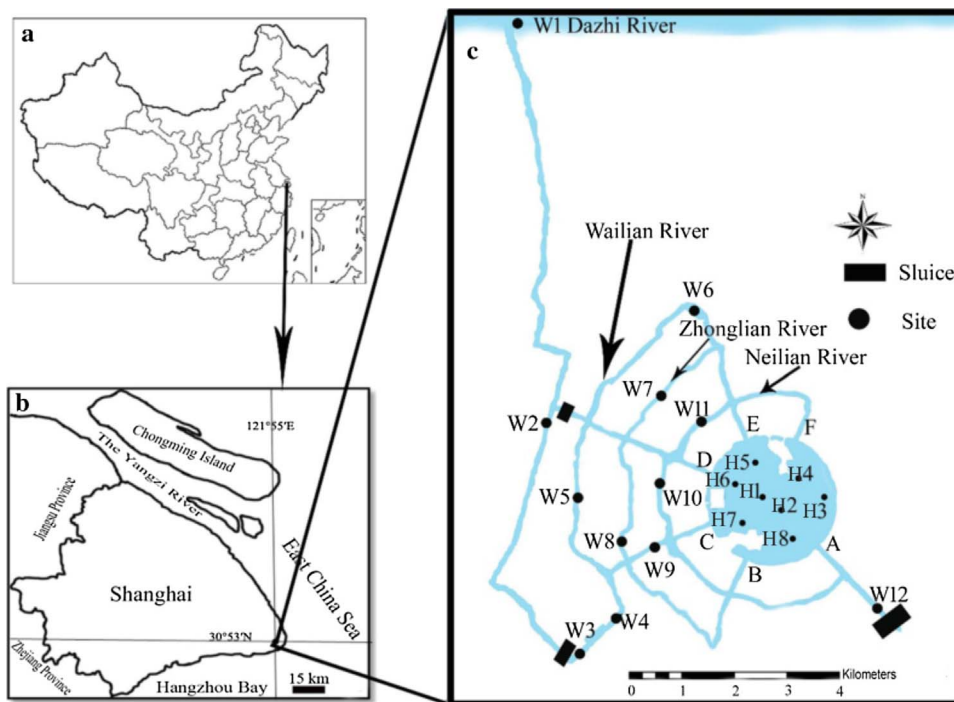 a
b
121°55'E
Chongming Island
The Yangzi River
Jiangsu Province
Shanghai
East China Sea
30°53'N
Zhejiang Province
Hangzhou Bay
15 km
c
W1 Dazhi River
N
Wailian River
Sluice
Site
W6
Zhonglian River
Neilian River
W7
W11
W2
E
F
D
H5
H6
H4
H1
H2
H3
W5
W10
H7
C
H8
A
W8
W9
B
W12
W4
W3
Kilometers
0 1 2 3 4